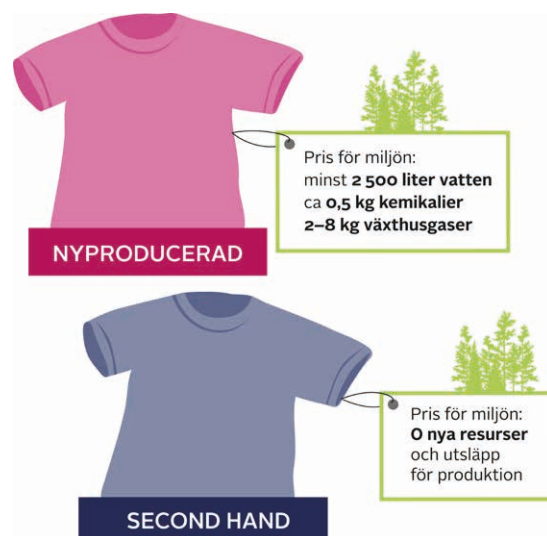 Pris för miljön:
minst 2 500 liter vatten
ca 0,5 kg kemikalier
2–8 kg växthusgaser
NYPRODUCERAD
Pris för miljön:
0 nya resurser
och utsläpp
för produktion
SECOND HAND